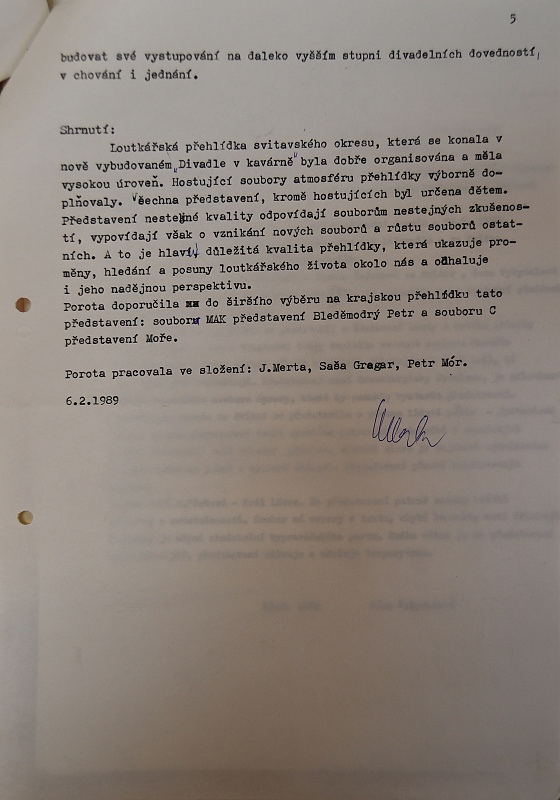 5
budovat své vystupování na daleko vyšším stupni divadelních dovedností,
v chování i jednání.
Shrnutí:
Loutkářská přehlídka svitavského okresu, která se konala v
nově vybudovaném „Divadle v kavárně" byla dobře organisována a měla
vysokou úroveň. Hostující soubory atmosféru přehlídky výborně do-
plňovaly. Všechna představení, kromě hostujících byl určena dětem.
Představení nestejné kvality odpovídají souborům nestejných zkušenos-
tí, vypovídají však o vznikání nových souborů a růstu souborů ostat-
ních. A to je hlavní důležitá kvalita přehlídky, která ukazuje pro-
měny, hledání a posuny loutkářského života okolo nás a odhaluje
i jeho nadějnou perspektivu.
Porota doporučila xx do širšího výběru na krajskou přehlídku tato
představení: souboru MAK představení Bleděmodrý Petr a souboru C
představení Moře.
Porota pracovala ve složení: J.Merta, Saša Gragar, Petr Mór.
6.2.1989